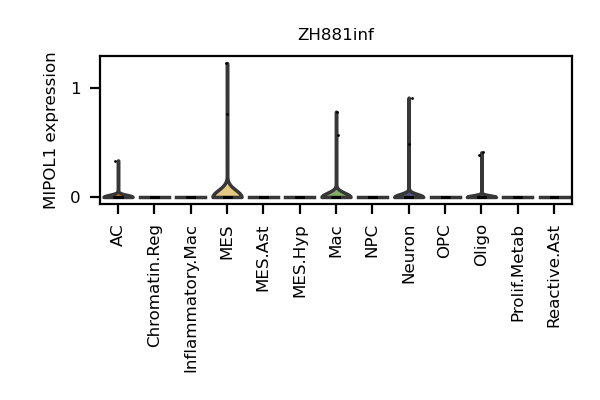 ZH881inf
MIPOL1 expression
1
0
AC
Chromatin.Reg
Inflammatory.Mac
MES
MES.Ast
MES.Hyp
Mac
NPC
Neuron
OPC
Oligo
Prolif.Metab
Reactive.Ast